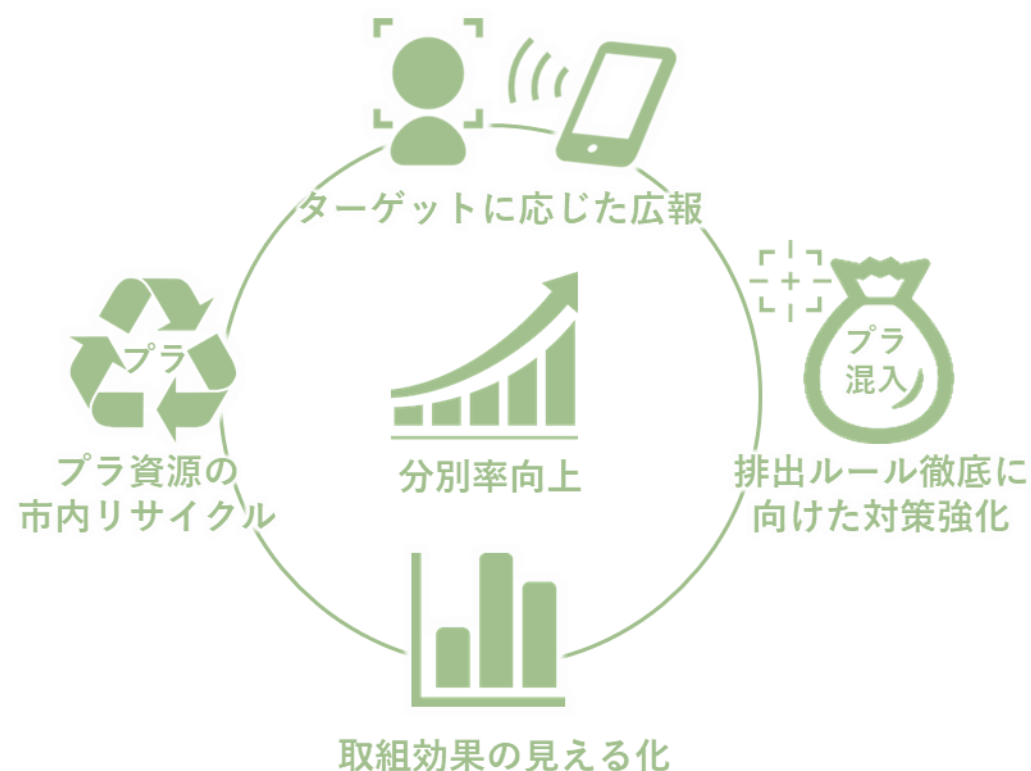 ターゲットに応じた広報
プラ
プラ資源の
市内リサイクル
分別率向上
プラ
混入
排出ルール徹底に
向けた対策強化
取組効果の見える化